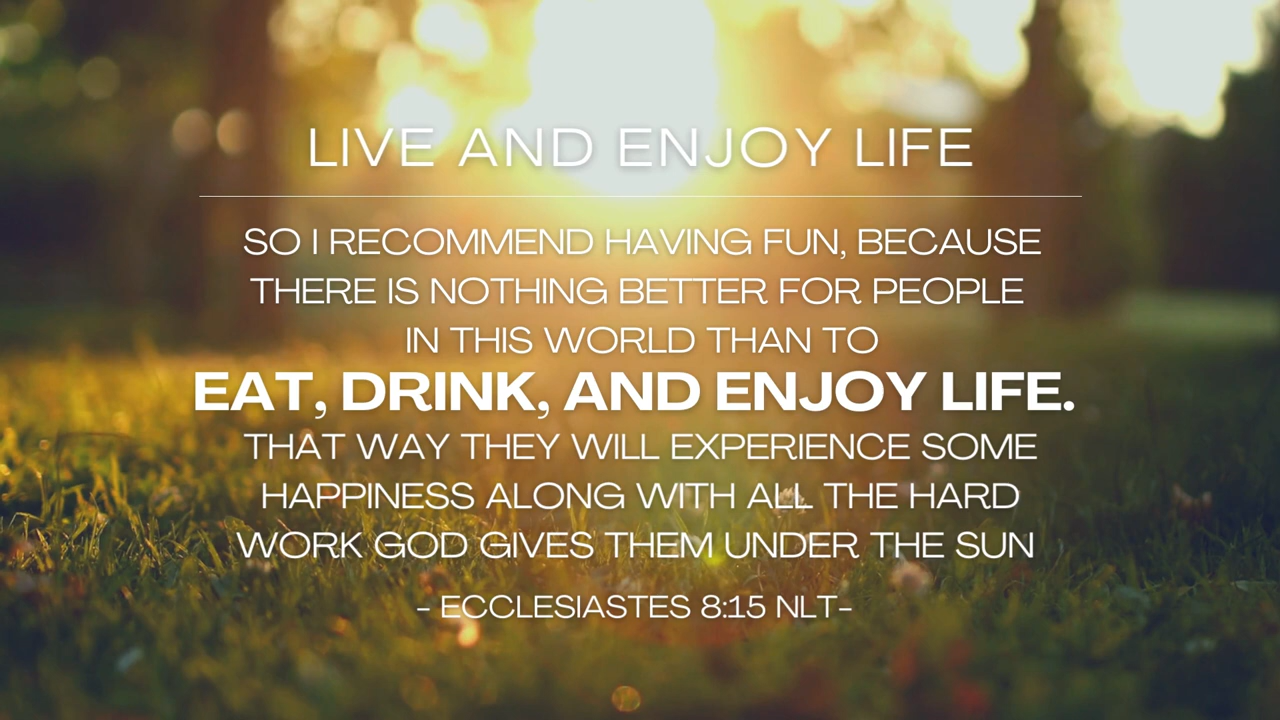 LIVE AND ENJOY LIFE
SO I RECOMMEND HAVING FUN, BECAUSE
THERE IS NOTHING BETTER FOR PEOPLE
IN THIS WORLD THAN TO
EAT, DRINK, AND ENJOY LIFE.
THAT WAY THEY WILL EXPERIENCE SOME
HAPPINESS ALONG WITH ALL THE HARD
WORK GOD GIVES THEM UNDER THE SUN
- ECCLESIASTES 8:15 NLT-